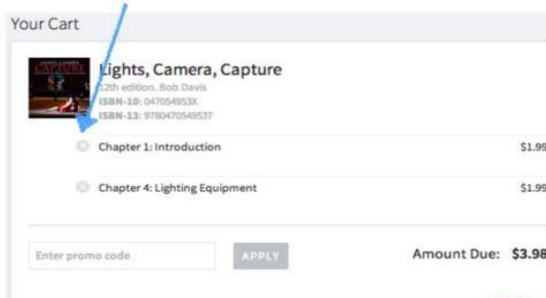 Your Cart
CAPTURE
Lights, Camera, Capture
12th edition. Bob Davis
ISBN-10: 047054953X
ISBN-13: 9780470549537
Chapter 1: Introduction $1.99
Chapter 4: Lighting Equipment $1.99
Enter promo code APPLY Amount Due: $3.98